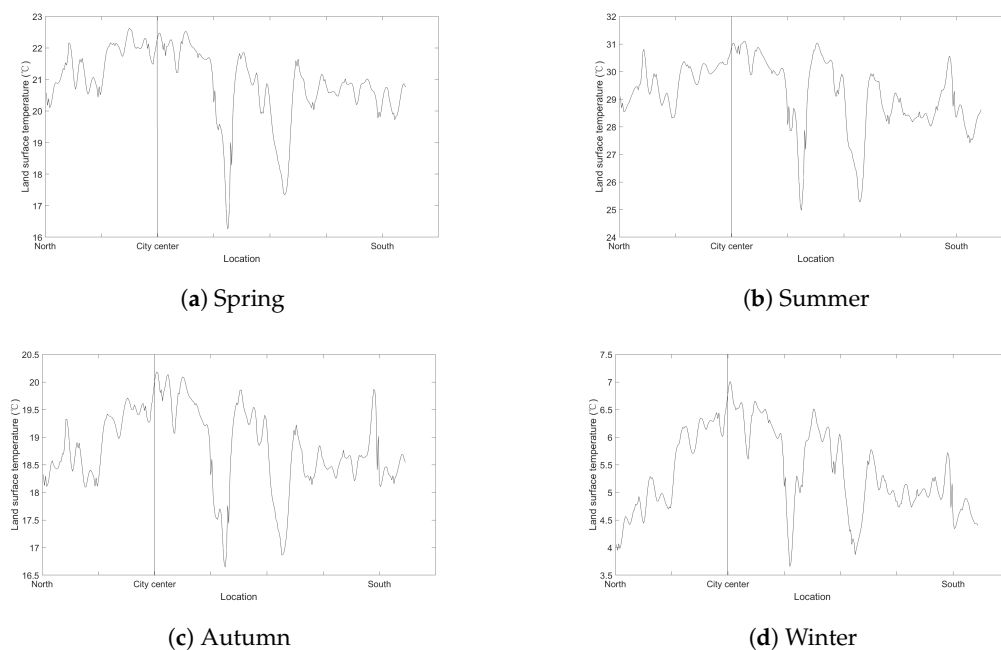 23
22
21
20
19
18
17
16
Land surface temperature (℃)
North
City center
South
Location
(a) Spring
32
31
30
29
28
27
26
25
24
Land surface temperature (℃)
North
City center
South
Location
(b) Summer
20.5
20
19.5
19
18.5
18
17.5
17
16.5
Land surface temperature (℃)
North
City center
South
Location
(c) Autumn
7.5
7
6.5
6
5.5
5
4.5
4
3.5
Land surface temperature (℃)
North
City center
South
Location
(d) Winter